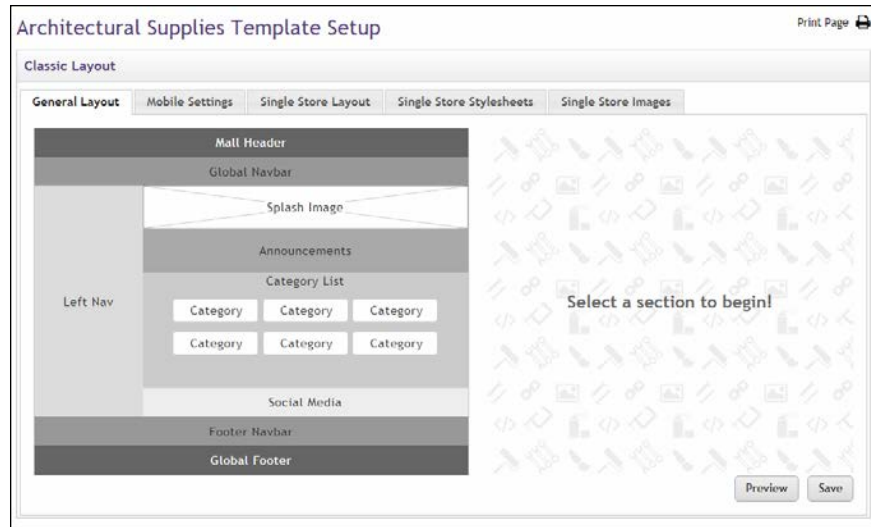 Architectural Supplies Template Setup
Print Page
Classic Layout
General Layout Mobile Settings Single Store Layout Single Store Stylesheets Single Store Images
Mall Header
Global Navbar
Splash Image
Announcements
Category List
Left Nav
Category Category Category
Category Category Category
Social Media
Footer Navbar
Global Footer
Select a section to begin!
Preview Save